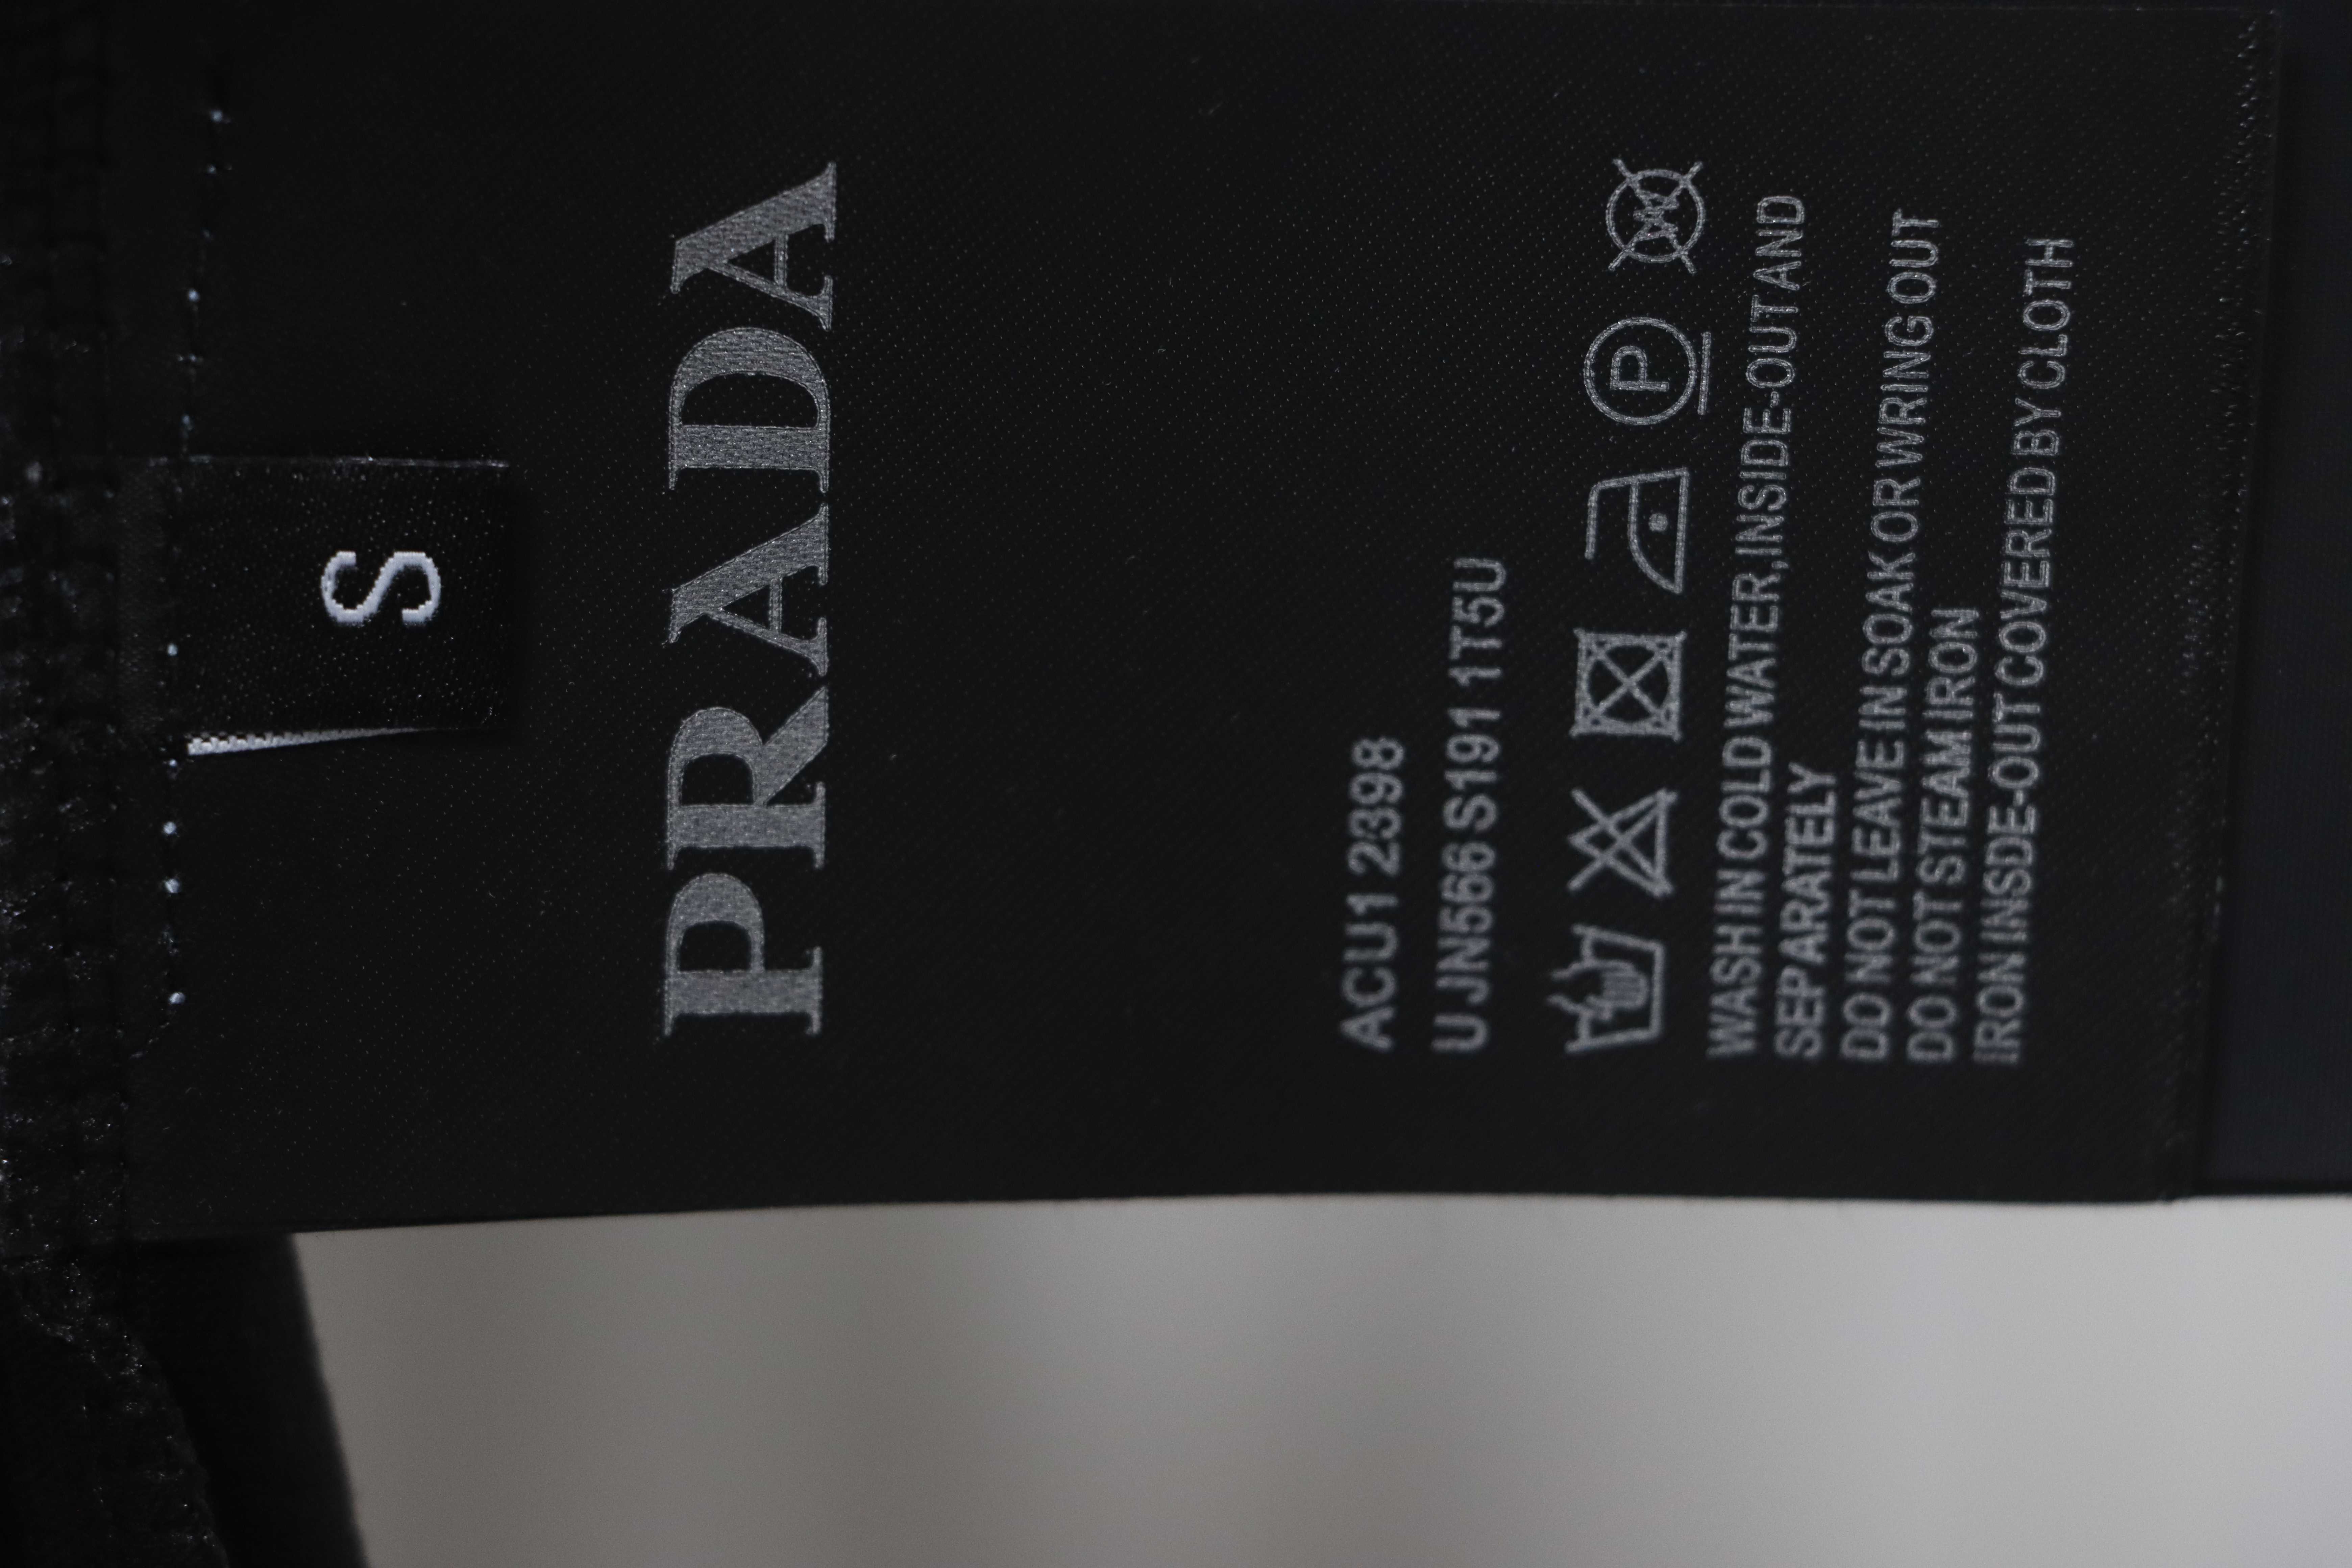 S
PRADA
ACU1 2398
UJN566 S191 1T5U
P
W
WASH IN COLD WATER,INSIDE-OUT AND
SEPARATELY
DO NOT LEAVE IN SOAK OR WRING OUT
DO NOT STEAM IRON
IRON INSDE-OUT COVERED BY CLOTH